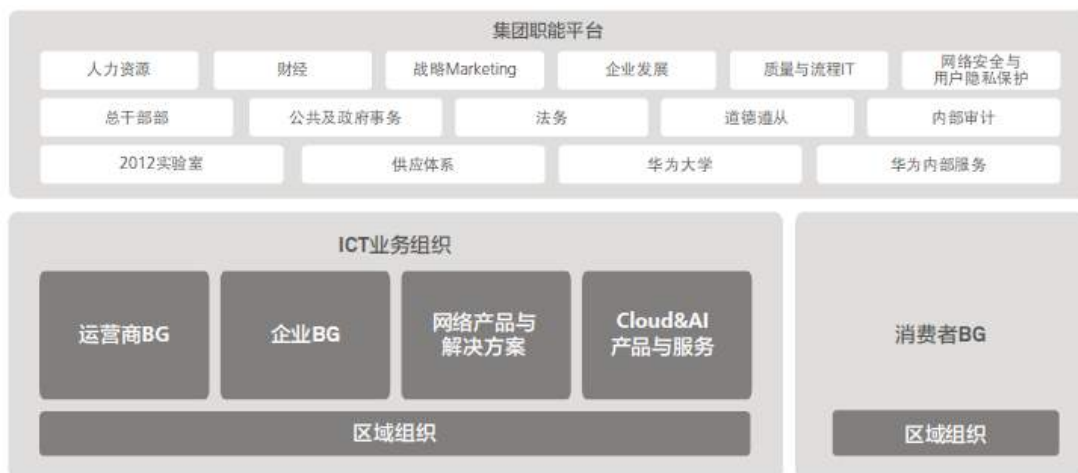 集团职能平台
人力资源
财经
战略Marketing
企业发展
质量与流程IT
网络安全与
用户隐私保护
总干部部
公共及政府事务
法务
道德遵从
内部审计
2012实验室
供应体系
华为大学
华为内部服务
ICT业务组织
运营商BG
企业BG
网络产品与
解决方案
Cloud&AI
产品与服务
区域组织
消费者BG
区域组织